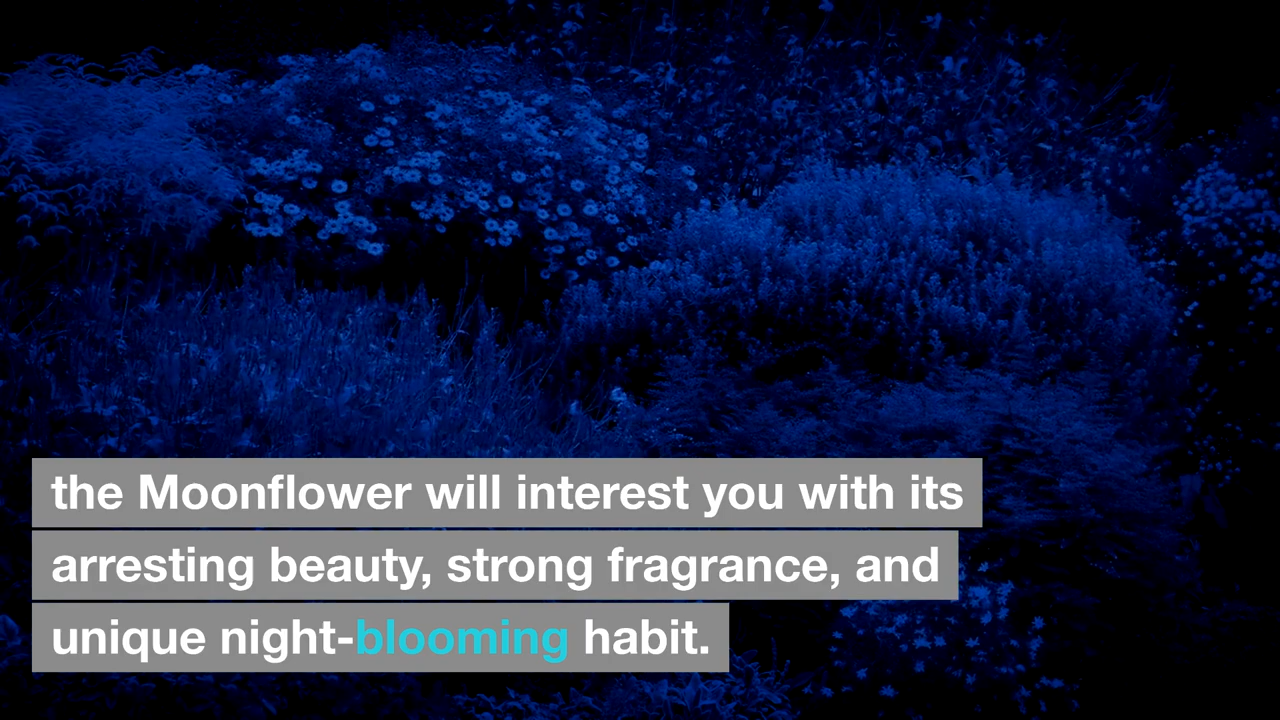 the Moonflower will interest you with its
arresting beauty, strong fragrance, and
unique night-blooming habit.